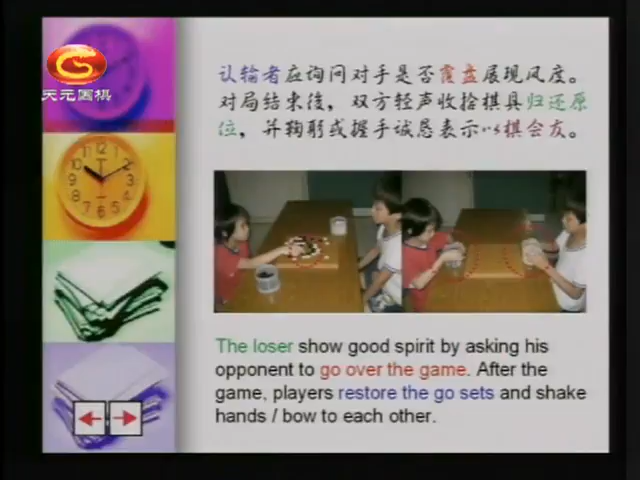 天元围棋
认输者应询问对手是否覆盘展现风度。
对局结束後，双方轻声收拾棋具归还原
位，并鞠躬或握手诚恳表示以棋会友。
The loser show good spirit by asking his
opponent to go over the game. After the
game, players restore the go sets and shake
hands / bow to each other.